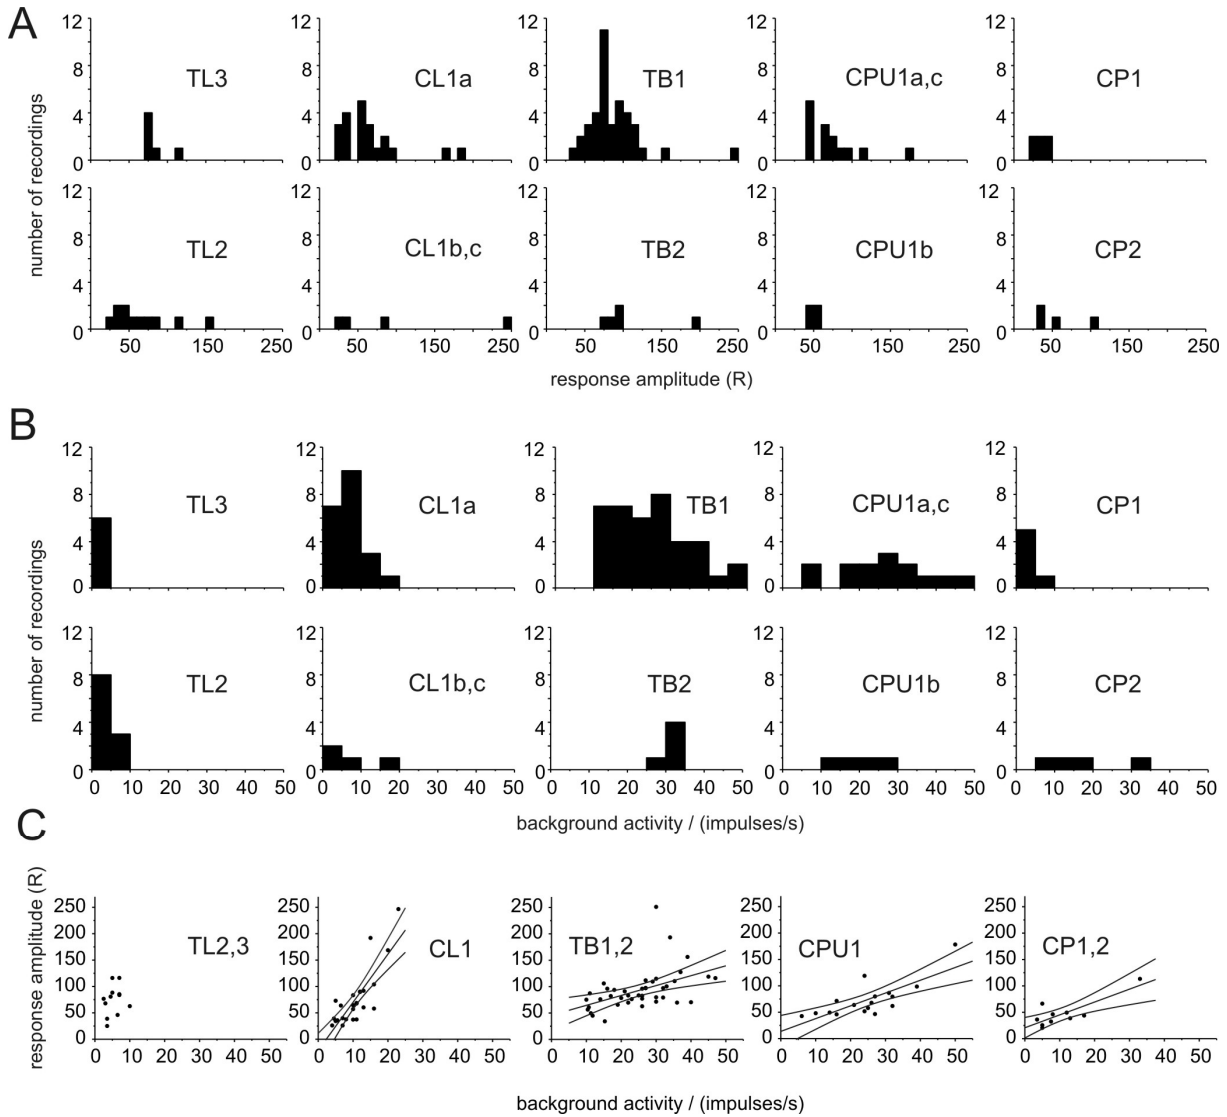 A
12 12 12 12 12
8 TL3 8 CL1a 8 TB1 8 CPU1a,c 8 CP1
4 4 4 4 4
0 0 0 0 0
number of recordings
12 12 12 12 12
8 TL2 8 CL1b,c 8 TB2 8 CPU1b 8 CP2
4 4 4 4 4
0 0 0 0 0
50 150 250 50 150 250 50 150 250 50 150 250 50 150 250
response amplitude (R)
B
12 12 12 12 12
8 TL3 8 CL1a 8 TB1 8 CPU1a,c 8 CP1
4 4 4 4 4
0 0 0 0 0
number of recordings
12 12 12 12 12
8 TL2 8 CL1b,c 8 TB2 8 CPU1b 8 CP2
4 4 4 4 4
0 0 0 0 0
0 10 20 30 40 50 0 10 20 30 40 50 0 10 20 30 40 50 0 10 20 30 40 50 0 10 20 30 40 50
background activity / (impulses/s)
C
response amplitude (R)
250 250 250 250 250
200 TL2,3 200 CL1 200 TB1,2 200 CPU1 200 CP1,2
150 150 150 150 150
100 100 100 100 100
50 50 50 50 50
0 0 0 0 0
0 10 20 30 40 50 0 10 20 30 40 50 0 10 20 30 40 50 0 10 20 30 40 50 0 10 20 30 40 50
background activity / (impulses/s)